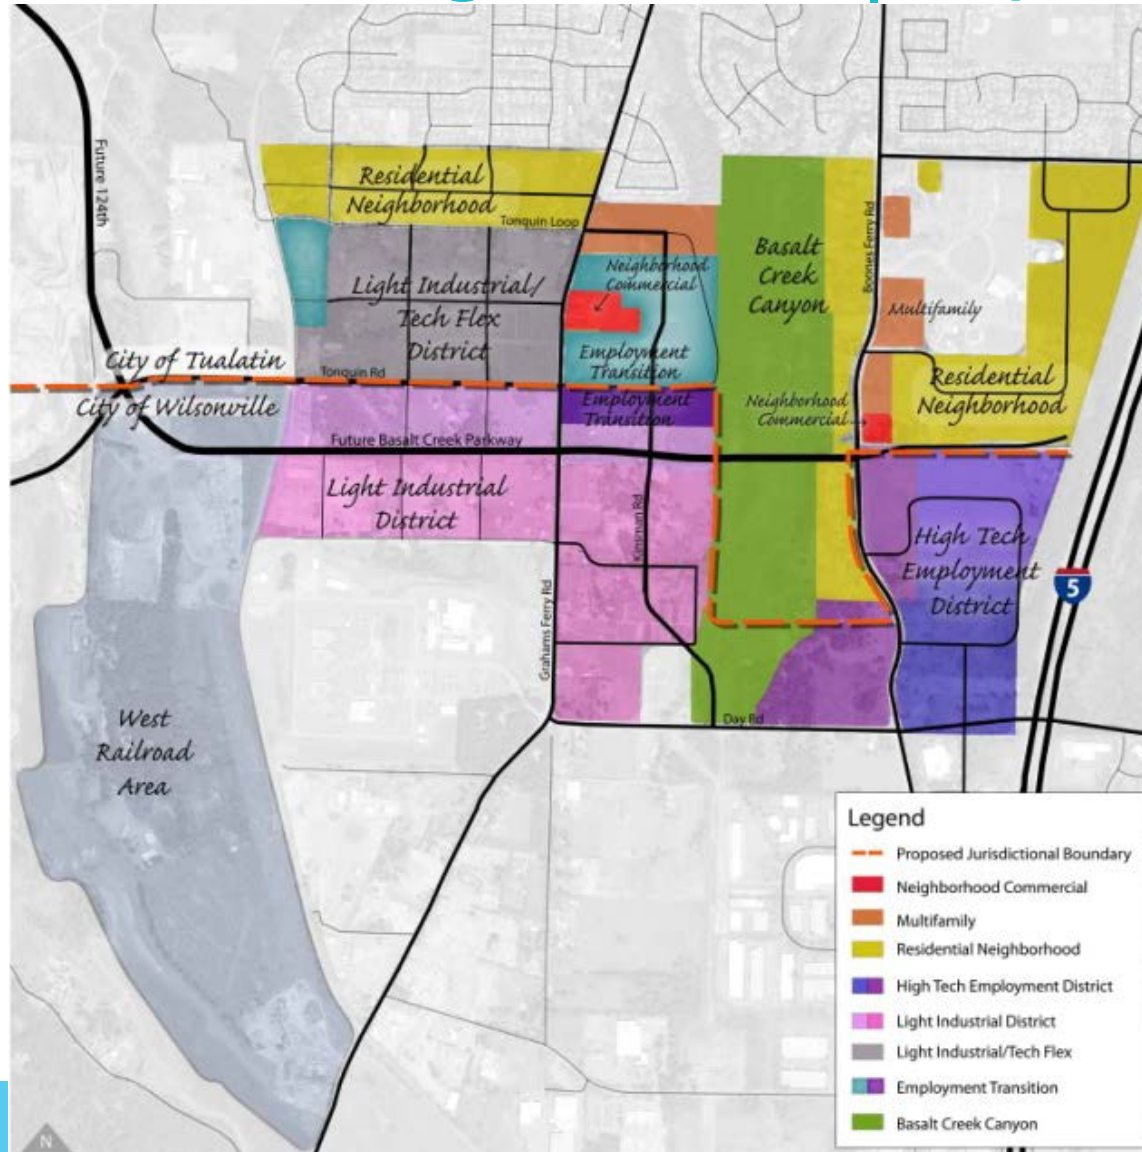 Future 124th
Residential
Neighborhood
Tonquin Loop
Light Industrial/
Tech Flex
District
Neighborhood
Commercial
Basalt
Creek
Canyon
Boones Ferry Rd
Multifamily
City of Tualatin
Tonquin Rd
Employment
Transition
Residential
Neighborhood
City of Wilsonville
Employment
Transition
Neighborhood
Commercial
Future Basalt Creek Parkway
Light Industrial
District
Kinsman Rd
High Tech
Employment
District
5
Grahams Ferry Rd
West
Railroad
Area
Day Rd
Legend
Proposed Jurisdictional Boundary
Neighborhood Commercial
Multifamily
Residential Neighborhood
High Tech Employment District
Light Industrial District
Light Industrial/Tech Flex
Employment Transition
Basalt Creek Canyon
N